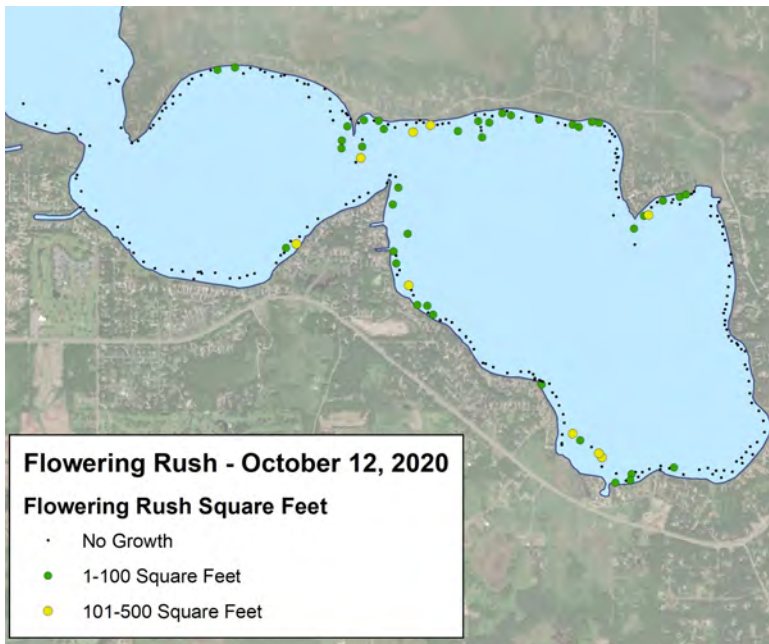 Flowering Rush - October 12, 2020
Flowering Rush Square Feet
No Growth
1-100 Square Feet
101-500 Square Feet